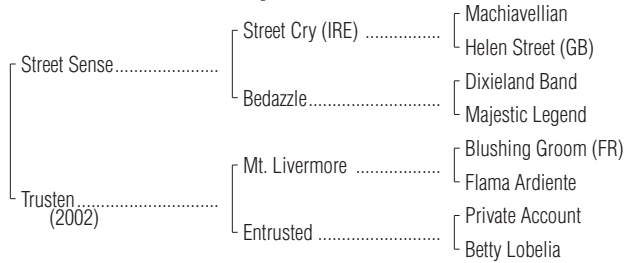 Machiavellian
Street Cry (IRE) ................
Helen Street (GB)
Street Sense......................
Dixieland Band
Bedazzle.............................
Majestic Legend
Blushing Groom (FR)
Mt. Livermore ..................
Flama Ardiente
Trusten........................
(2002)
Private Account
Entrusted ..........................
Betty Lobelia